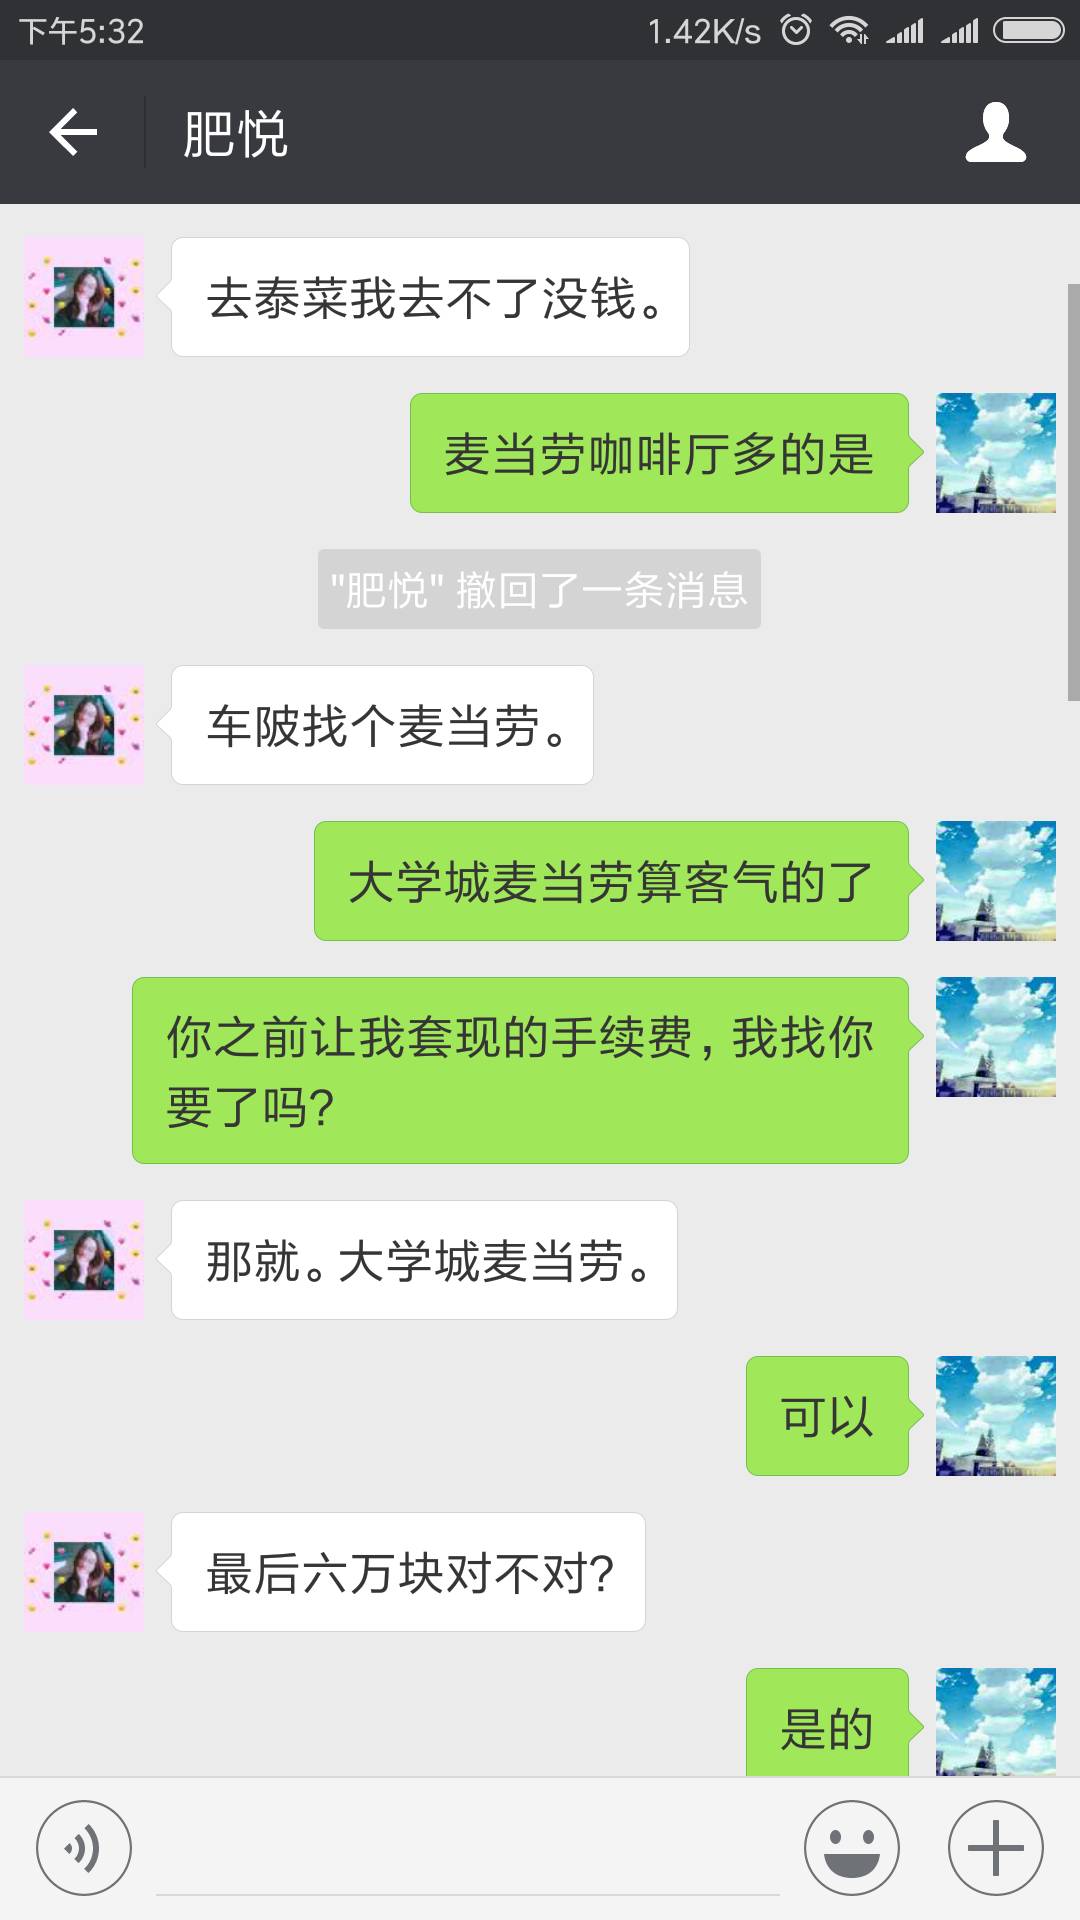 下午5:32
1.42K/s
肥悦
去泰菜我去不了没钱。
麦当劳咖啡厅多的是
"肥悦" 撤回了一条消息
车陂找个麦当劳。
大学城麦当劳算客气的了
你之前让我套现的手续费,我找你
要了吗?
那就。大学城麦当劳。
可以
最后六万块对不对?
是的